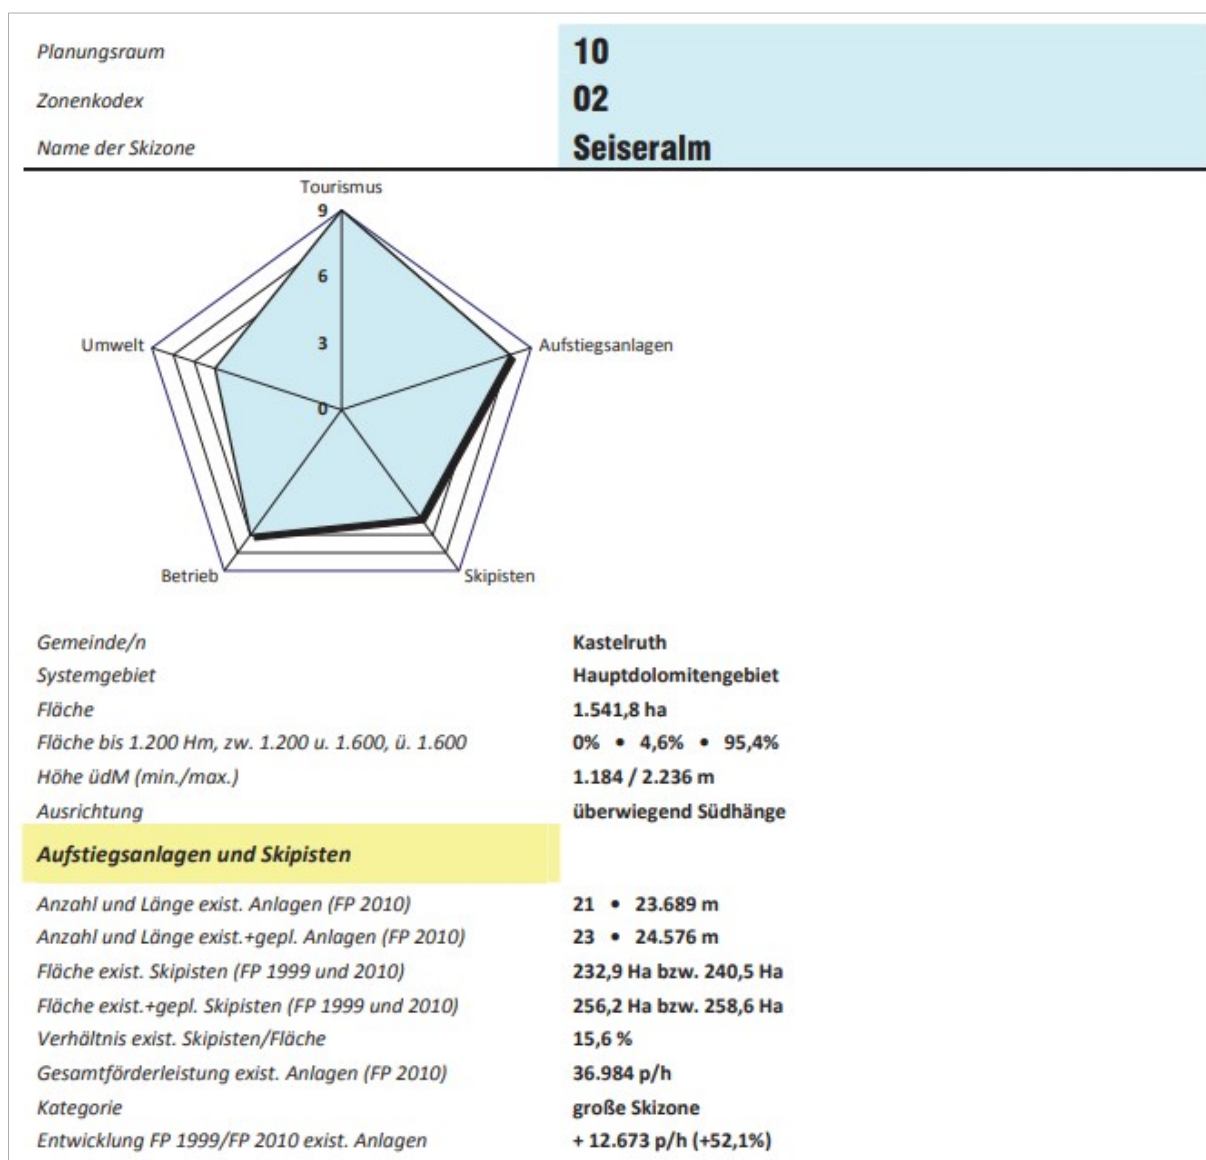 Planungsraum 10
Zonenkodex 02
Name der Skizone Seiseralm
Tourismus
9
6
Umwelt 3 Aufstiegsanlagen
0
Betrieb Skipisten
Gemeinde/n Kastelruth
Systemgebiet Hauptdolomitengebiet
Fläche 1.541,8 ha
Fläche bis 1.200 Hm, zw. 1.200 u. 1.600, ü. 1.600 0% • 4,6% • 95,4%
Höhe üdM (min./max.) 1.184 / 2.236 m
Ausrichtung überwiegend Südhänge
Aufstiegsanlagen und Skipisten
Anzahl und Länge exist. Anlagen (FP 2010) 21 • 23.689 m
Anzahl und Länge exist.+gepl. Anlagen (FP 2010) 23 • 24.576 m
Fläche exist. Skipisten (FP 1999 und 2010) 232,9 Ha bzw. 240,5 Ha
Fläche exist.+gepl. Skipisten (FP 1999 und 2010) 256,2 Ha bzw. 258,6 Ha
Verhältnis exist. Skipisten/Fläche 15,6 %
Gesamtförderleistung exist. Anlagen (FP 2010) 36.984 p/h
Kategorie große Skizone
Entwicklung FP 1999/FP 2010 exist. Anlagen + 12.673 p/h (+52,1%)